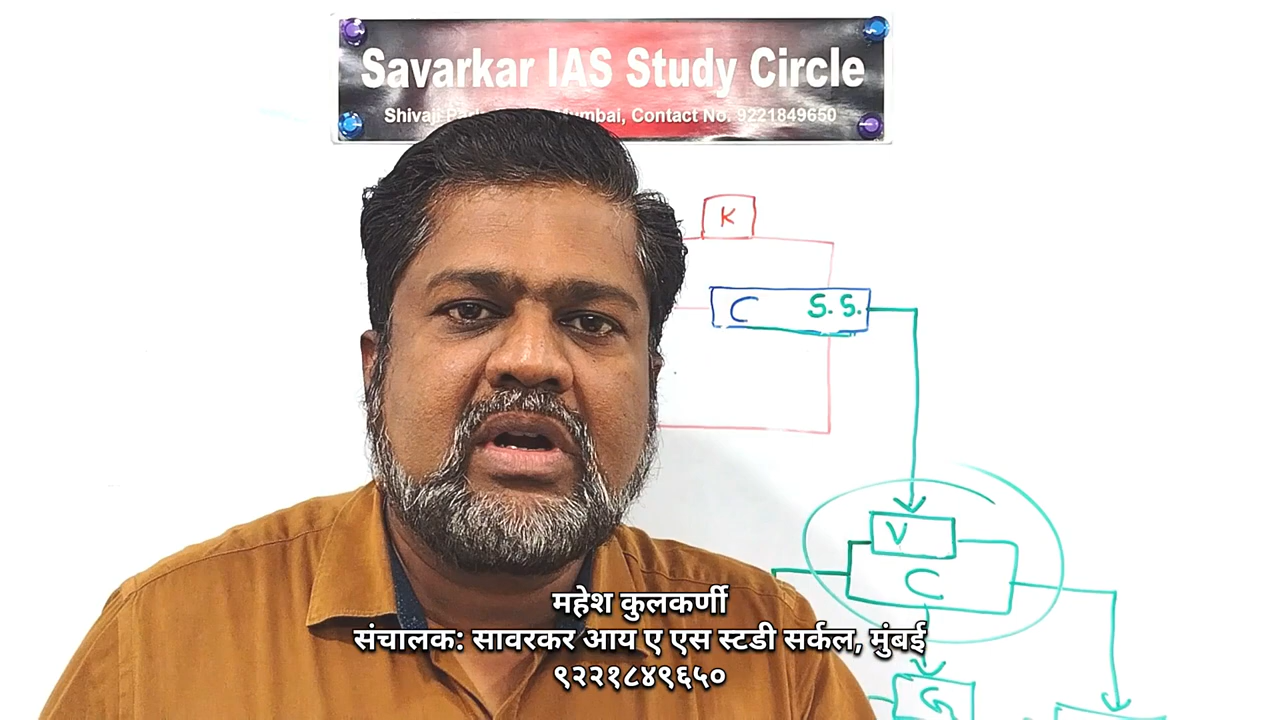 Savarkar IAS Study Circle
Shivaji Mumbai, Contact No. 9221849650
K
C S. S.
V
C
G
महेश कुलकर्णी
संचालक: सावरकर आय ए एस स्टडी सर्कल, मुंबई
९२२१८४९६५०